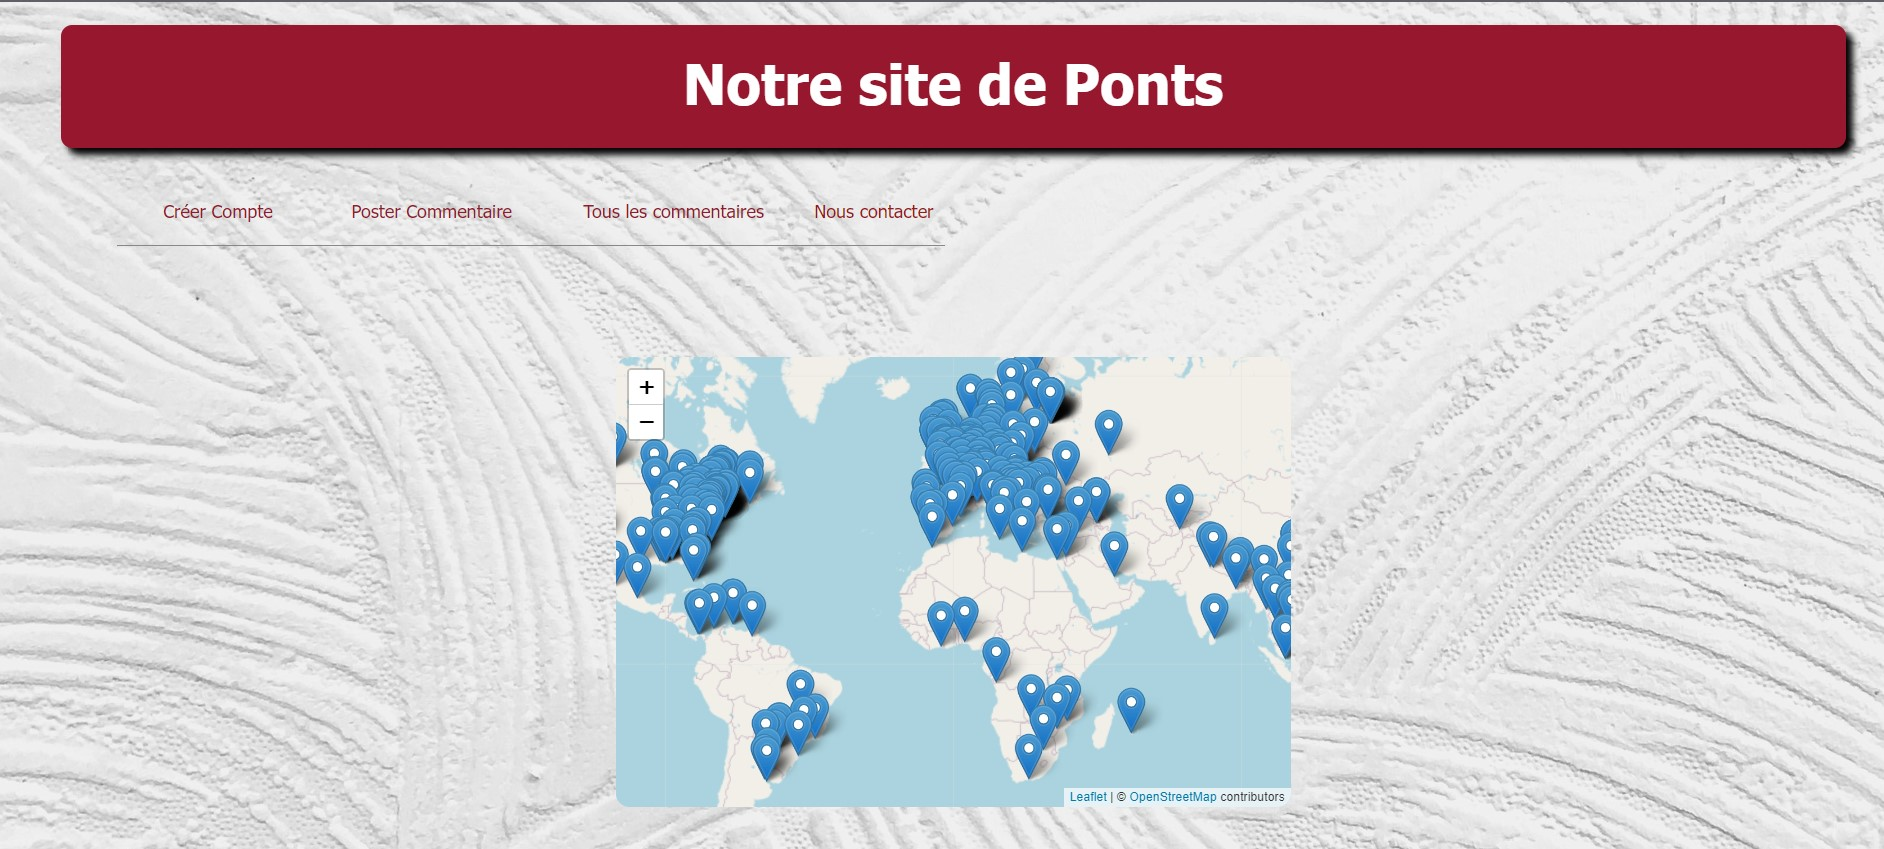 Notre site de Ponts
Créer Compte Poster Commentaire Tous les commentaires Nous contacter
+
−
Leaflet | © OpenStreetMap contributors